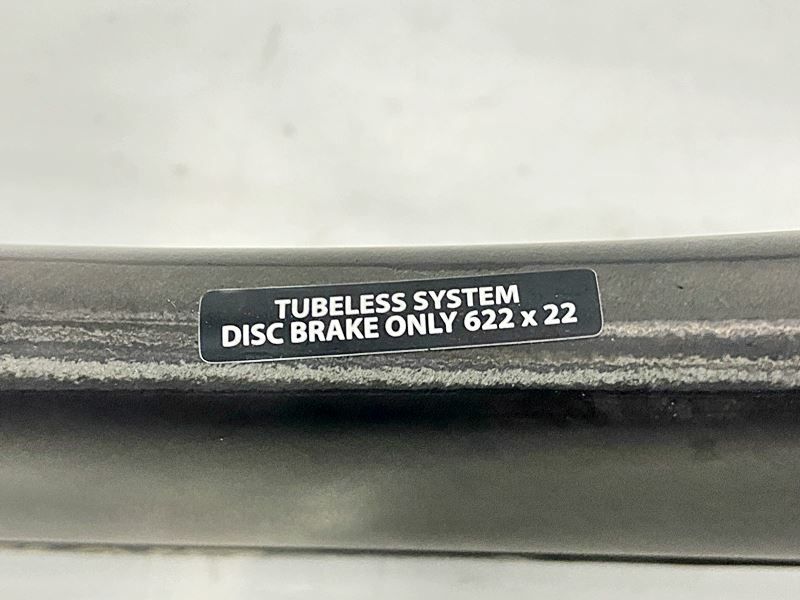 TUBELESS SYSTEM
DISC BRAKE ONLY 622 x 22